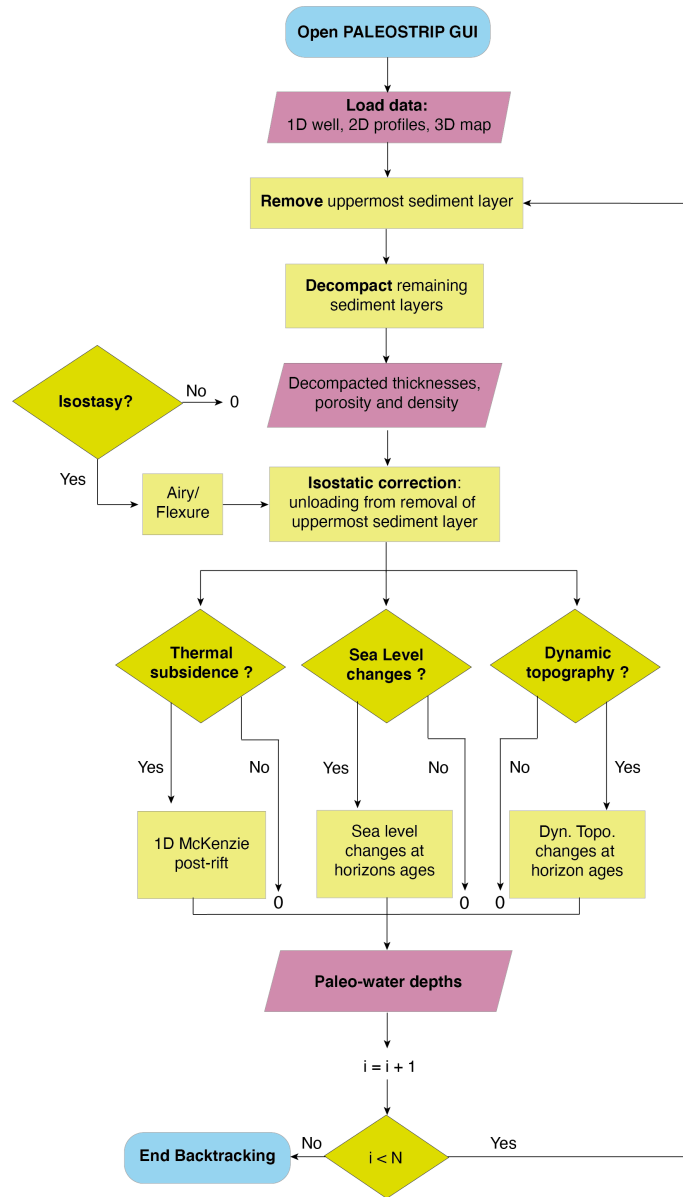 Open PALEOSTRIP GUI
Load data:
1D well, 2D profiles, 3D map
Remove uppermost sediment layer
Decompact remaining
sediment layers
Decompacted thicknesses,
porosity and density
Isostasy?
No
0
Yes
Airy/
Flexure
Isostatic correction:
unloading from removal of
uppermost sediment layer
Thermal
subsidence ?
Sea Level
changes ?
Dynamic
topography ?
Yes
No
Yes
No
No
Yes
1D McKenzie
post-rift
0
Sea level
changes at
horizons ages
0
0
Dyn. Topo.
changes at
horizon ages
Paleo-water depths
i = i + 1
i < N
No
Yes
End Backtracking